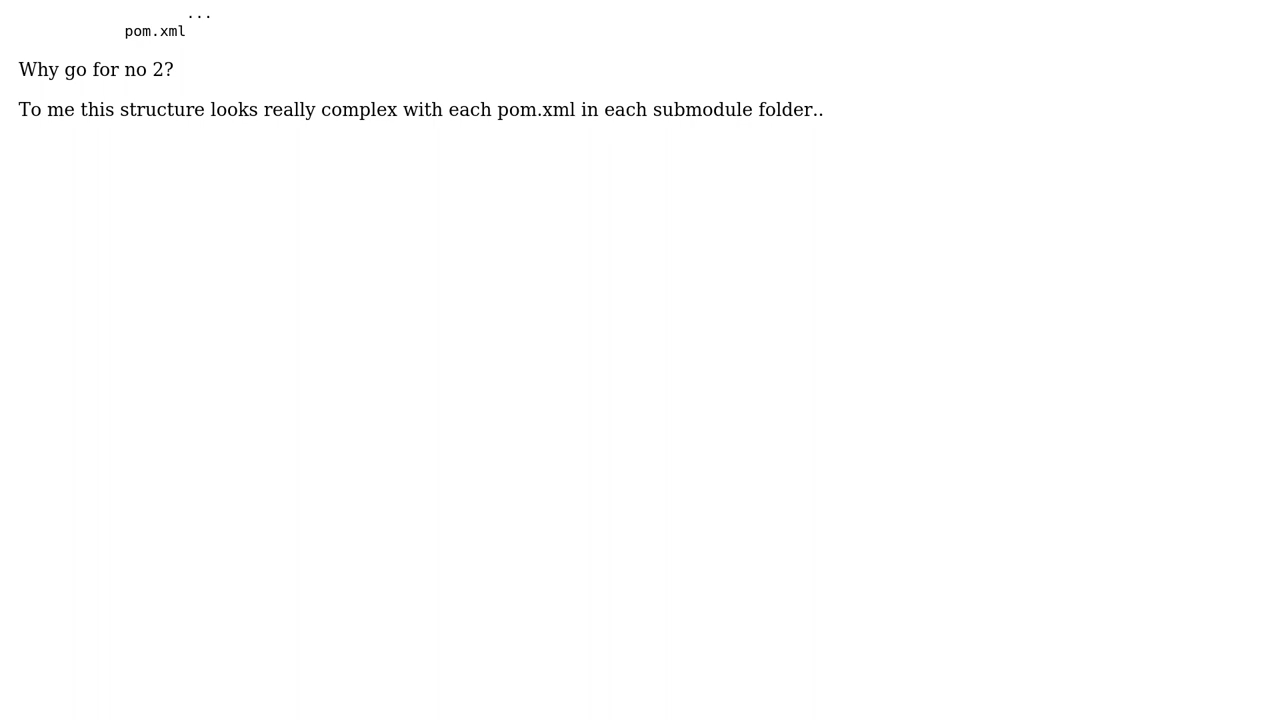 ...
pom.xml
Why go for no 2?
To me this structure looks really complex with each pom.xml in each submodule folder..